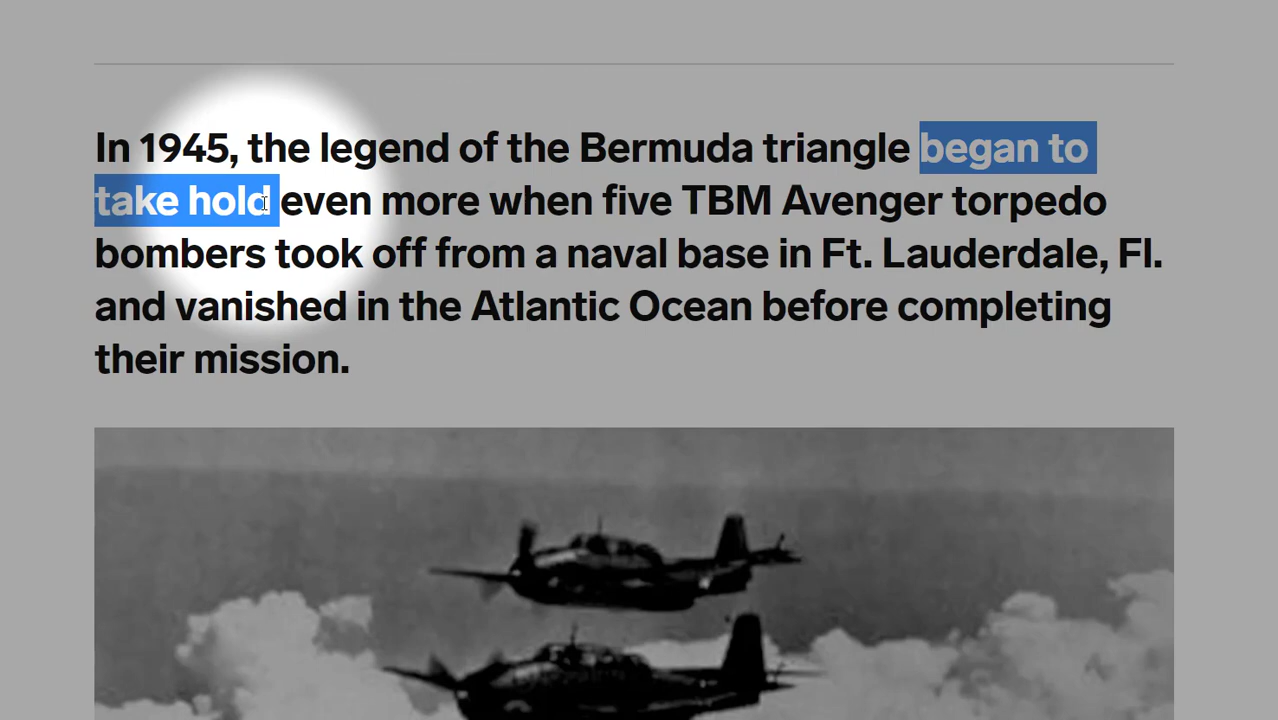 In 1945, the legend of the Bermuda triangle began to
take hold even more when five TBM Avenger torpedo
bombers took off from a naval base in Ft. Lauderdale, Fl.
and vanished in the Atlantic Ocean before completing
their mission.